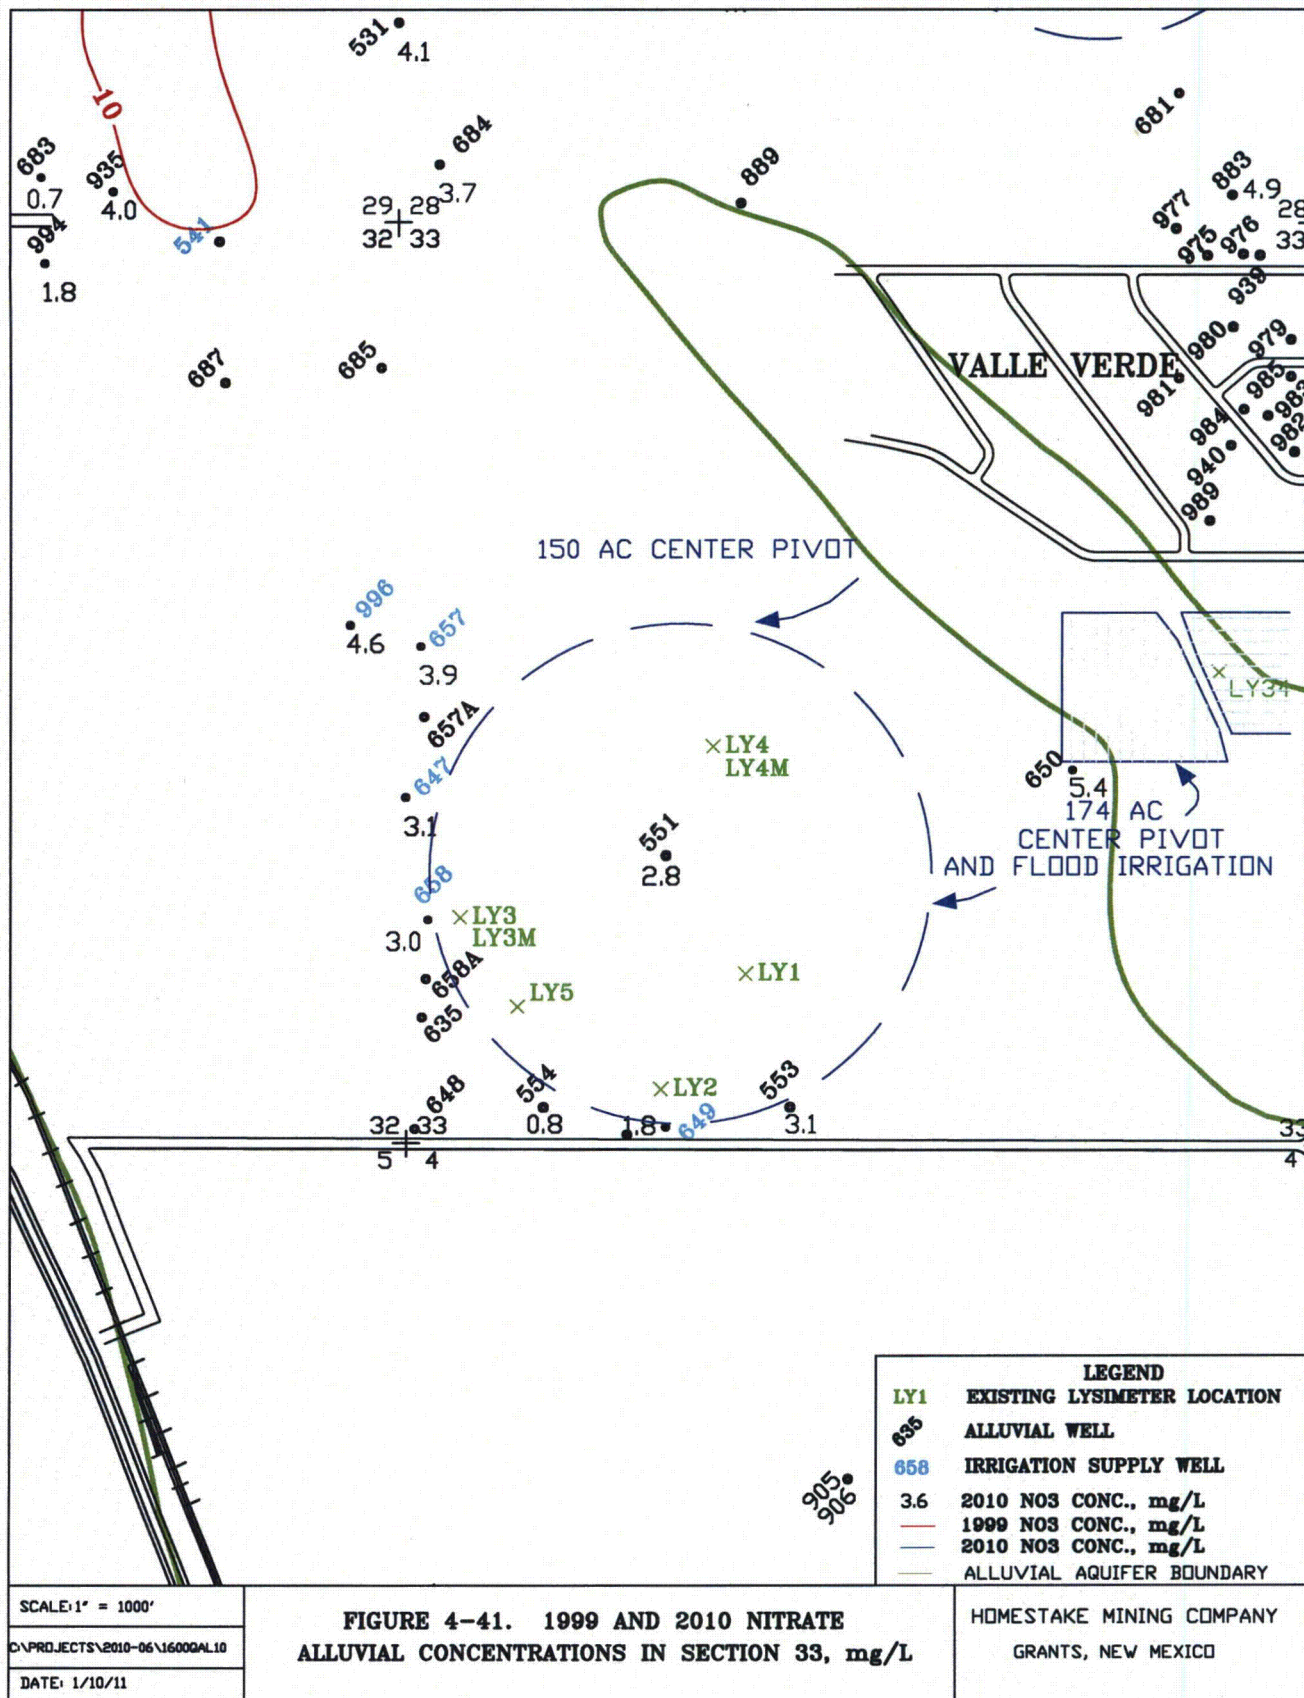 531
4.1
681
10
684
3.7
683
0.7
935
4.0
889
883
4.9
29 28
32 33
977
28
33
994
1.8
541
975
976
939
687
685
980
979
VALLE VERDE
981
985
984
982
940
989
150 AC CENTER PIVOT
996
4.6
657
3.9
LY34
657A
LY4
LY4M
647
3.1
650
5.4
551
2.8
174 AC
CENTER PIVOT
AND FLOOD IRRIGATION
658
3.0
LY3
LY3M
658A
LY1
LY5
635
LY2
554
0.8
553
3.1
648
1.8
649
32 33
5 4
33
4
905
906
LEGEND
LY1 EXISTING LYSIMETER LOCATION
635 ALLUVIAL WELL
658 IRRIGATION SUPPLY WELL
3.6 2010 NO3 CONC., mg/L
1999 NO3 CONC., mg/L
2010 NO3 CONC., mg/L
ALLUVIAL AQUIFER BOUNDARY
SCALE: 1" = 1000'
C:\PROJECTS\2010-06\1600QAL10
DATE: 1/10/11
FIGURE 4-41. 1999 AND 2010 NITRATE
ALLUVIAL CONCENTRATIONS IN SECTION 33, mg/L
HOMESTAKE MINING COMPANY
GRANTS, NEW MEXICO